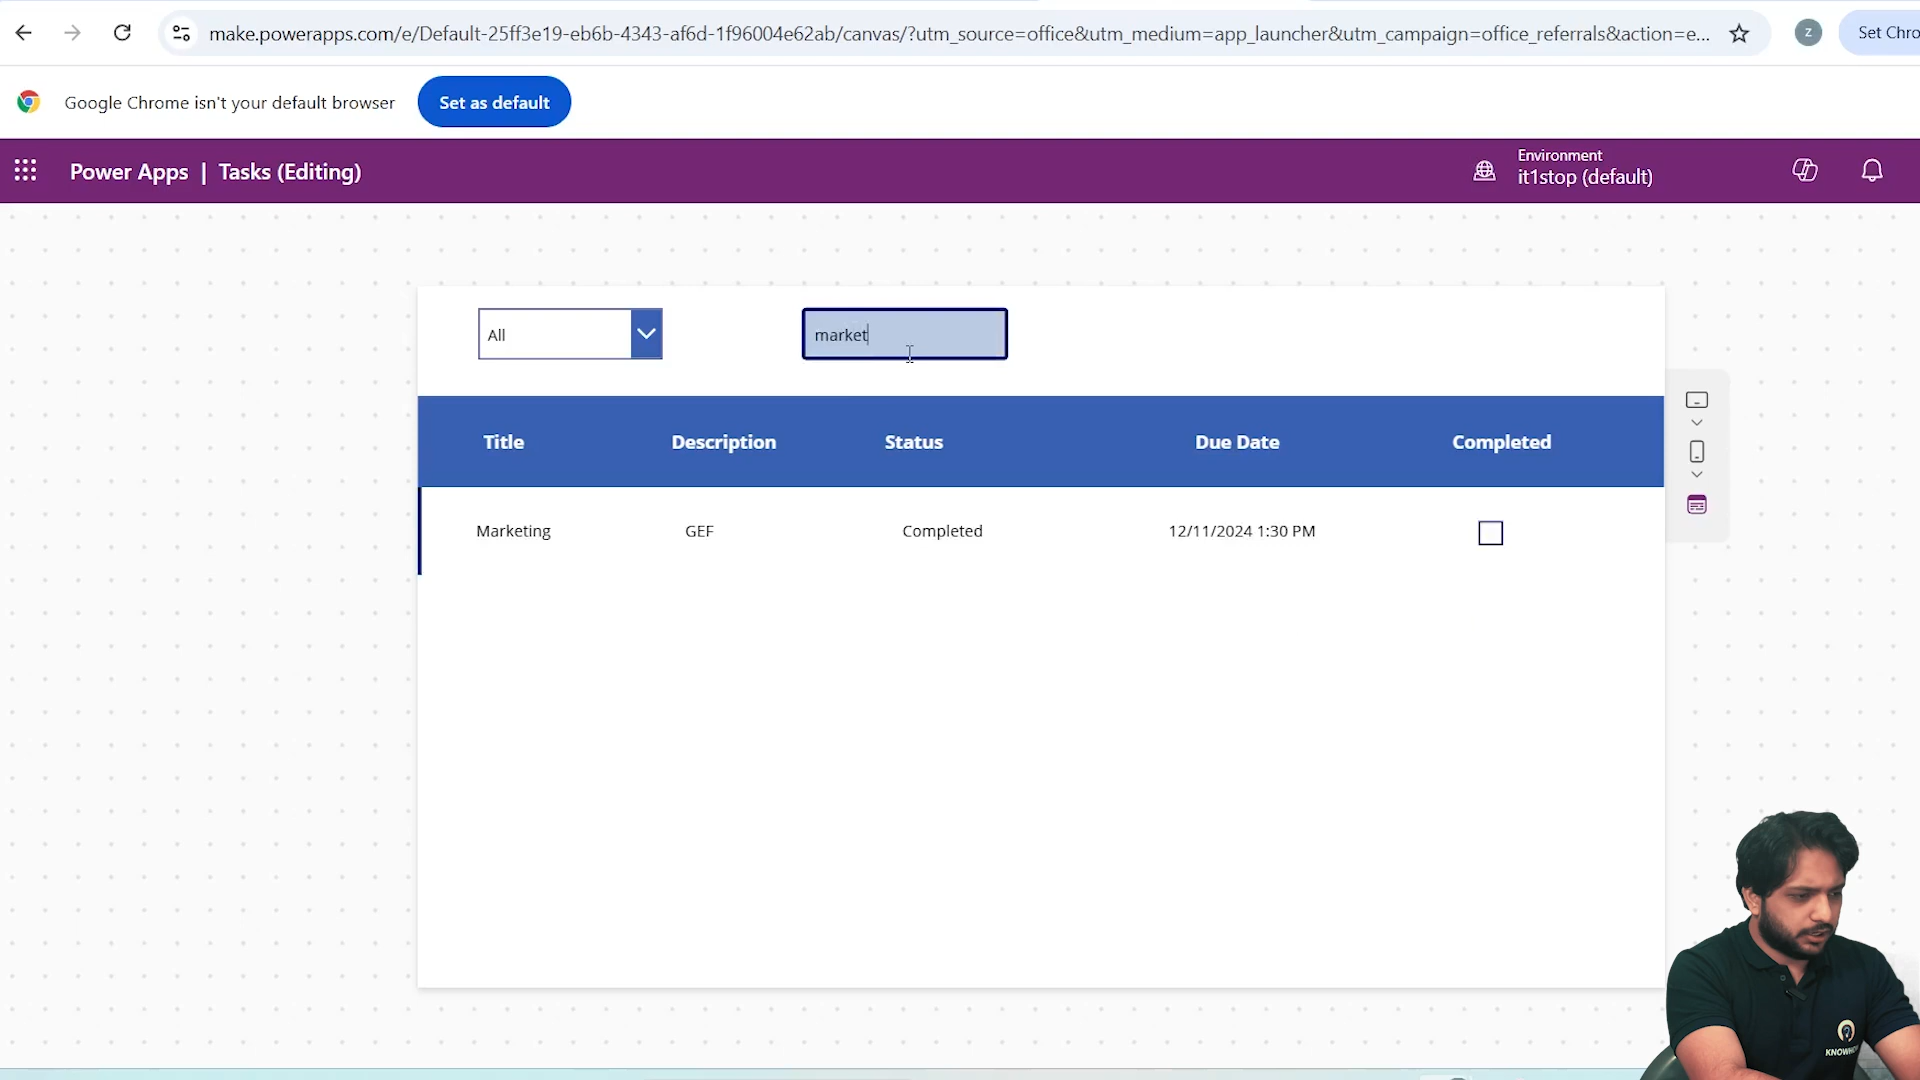 make.powerapps.com/e/Default-25ff3e19-eb6b-4343-af6d-1f96004e62ab/canvas/?utm_source=office&utm_medium=app_launcher&utm_campaign=office_referrals&action=e...
Z
Set Chro
Google Chrome isn't your default browser
Set as default
Power Apps | Tasks (Editing)
Environment
it1stop (default)
All
market
Title Description Status Due Date Completed
Marketing GEF Completed 12/11/2024 1:30 PM